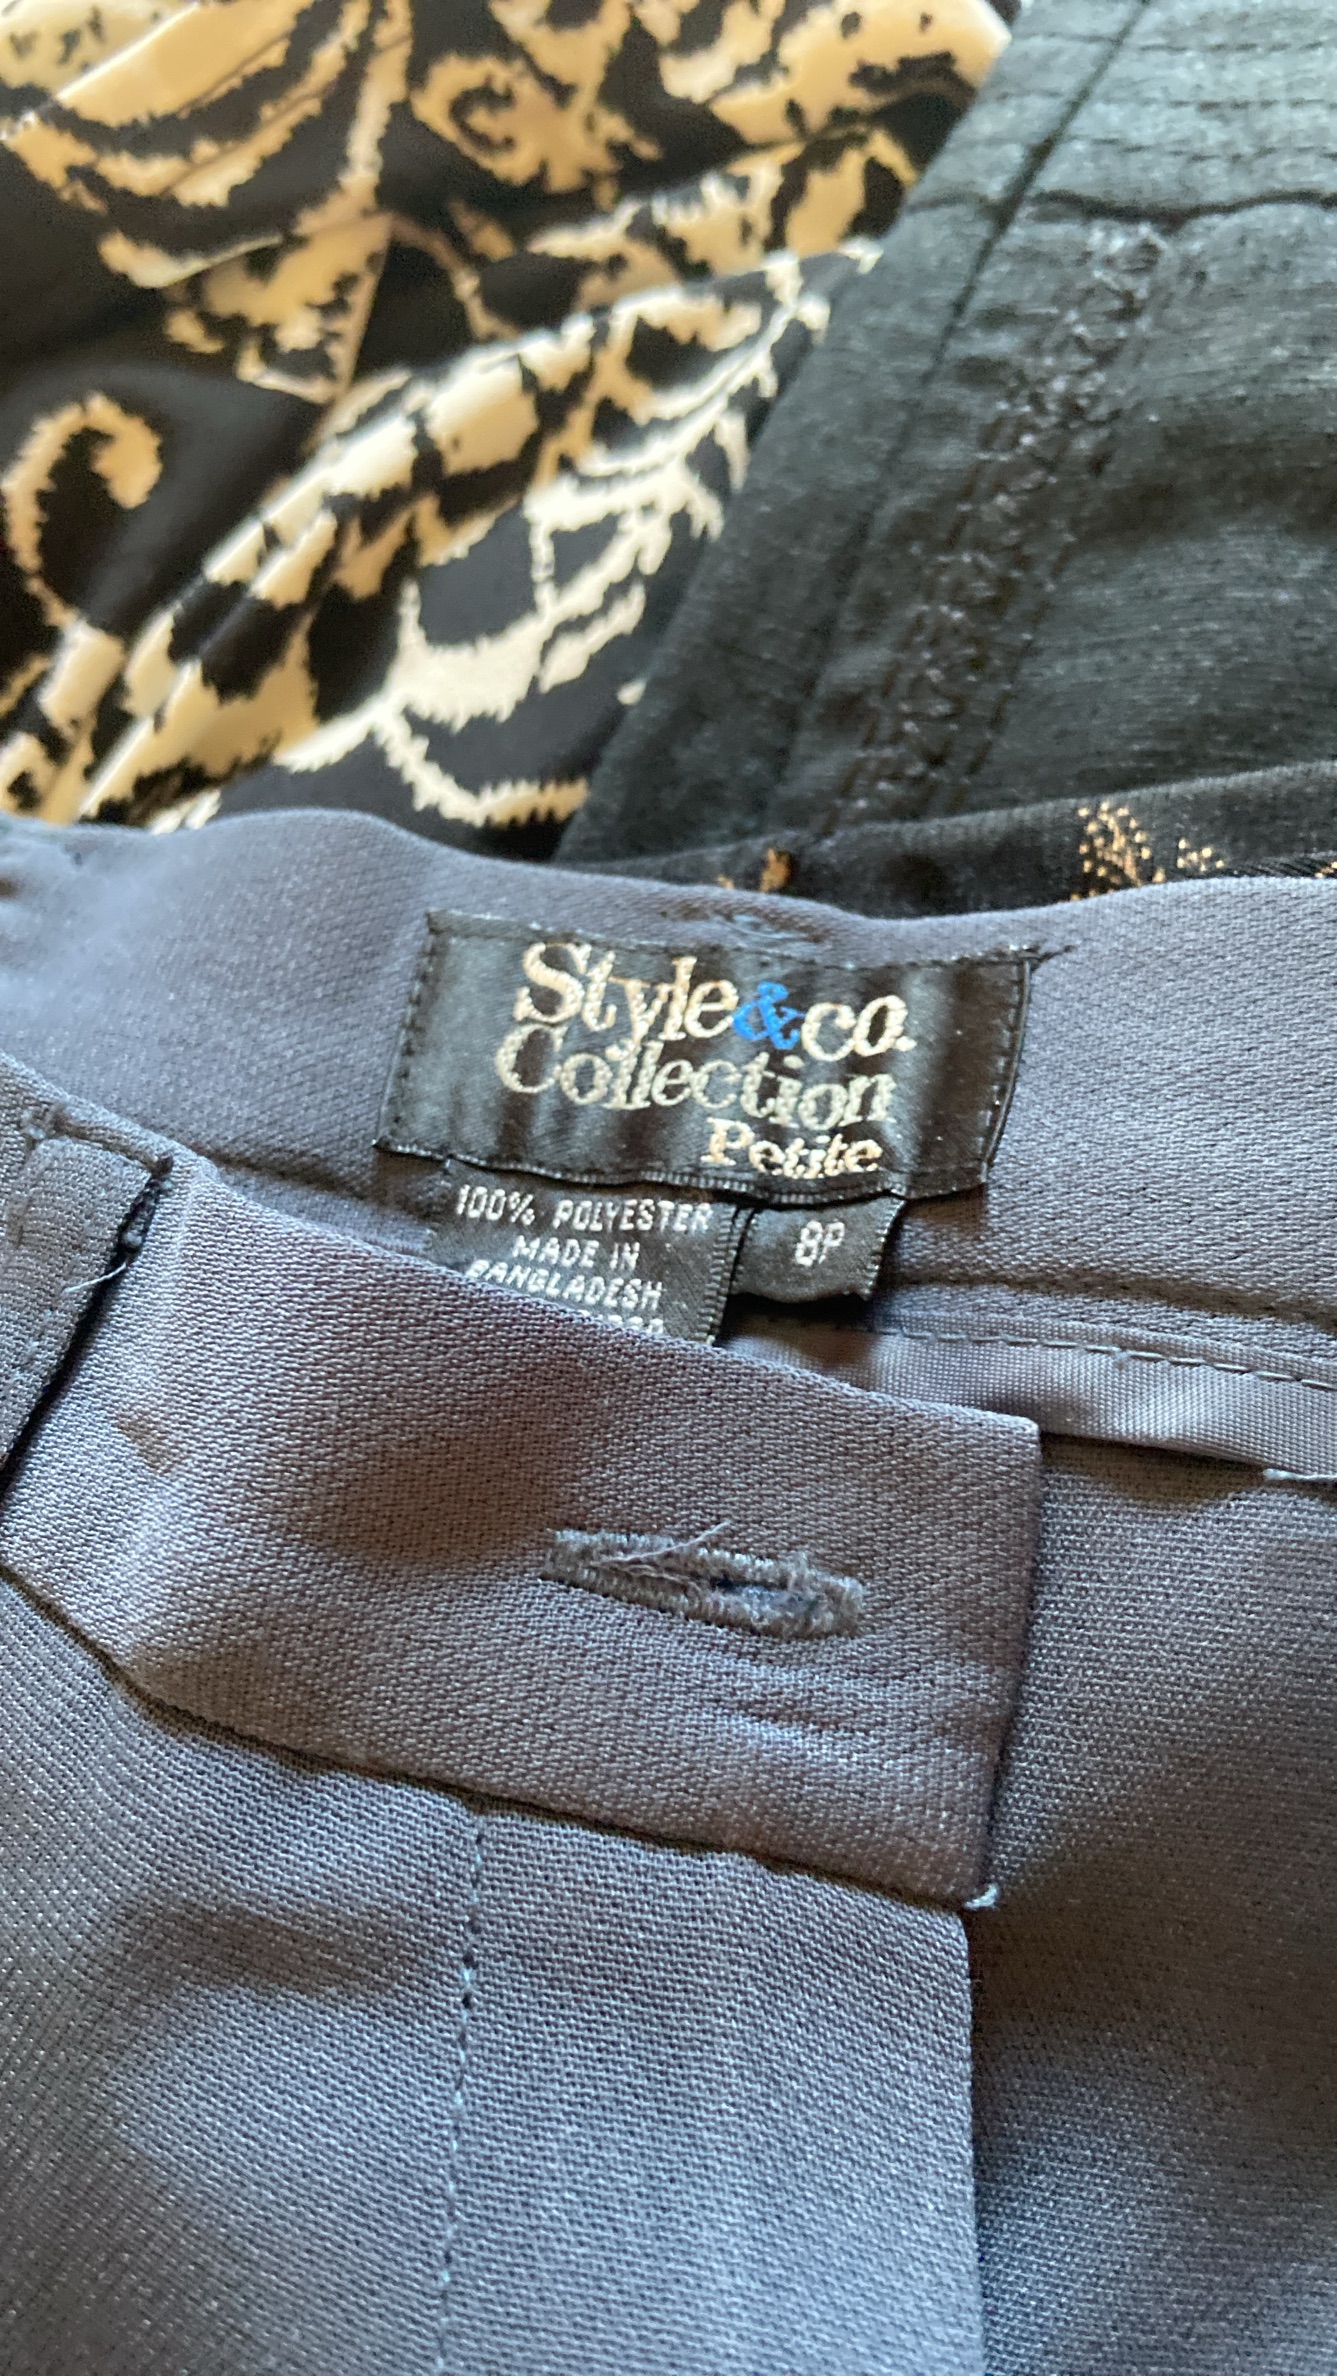 Style&co.
Collection
Petite
100% POLYESTER
MADE IN
BANGLADESH
8P